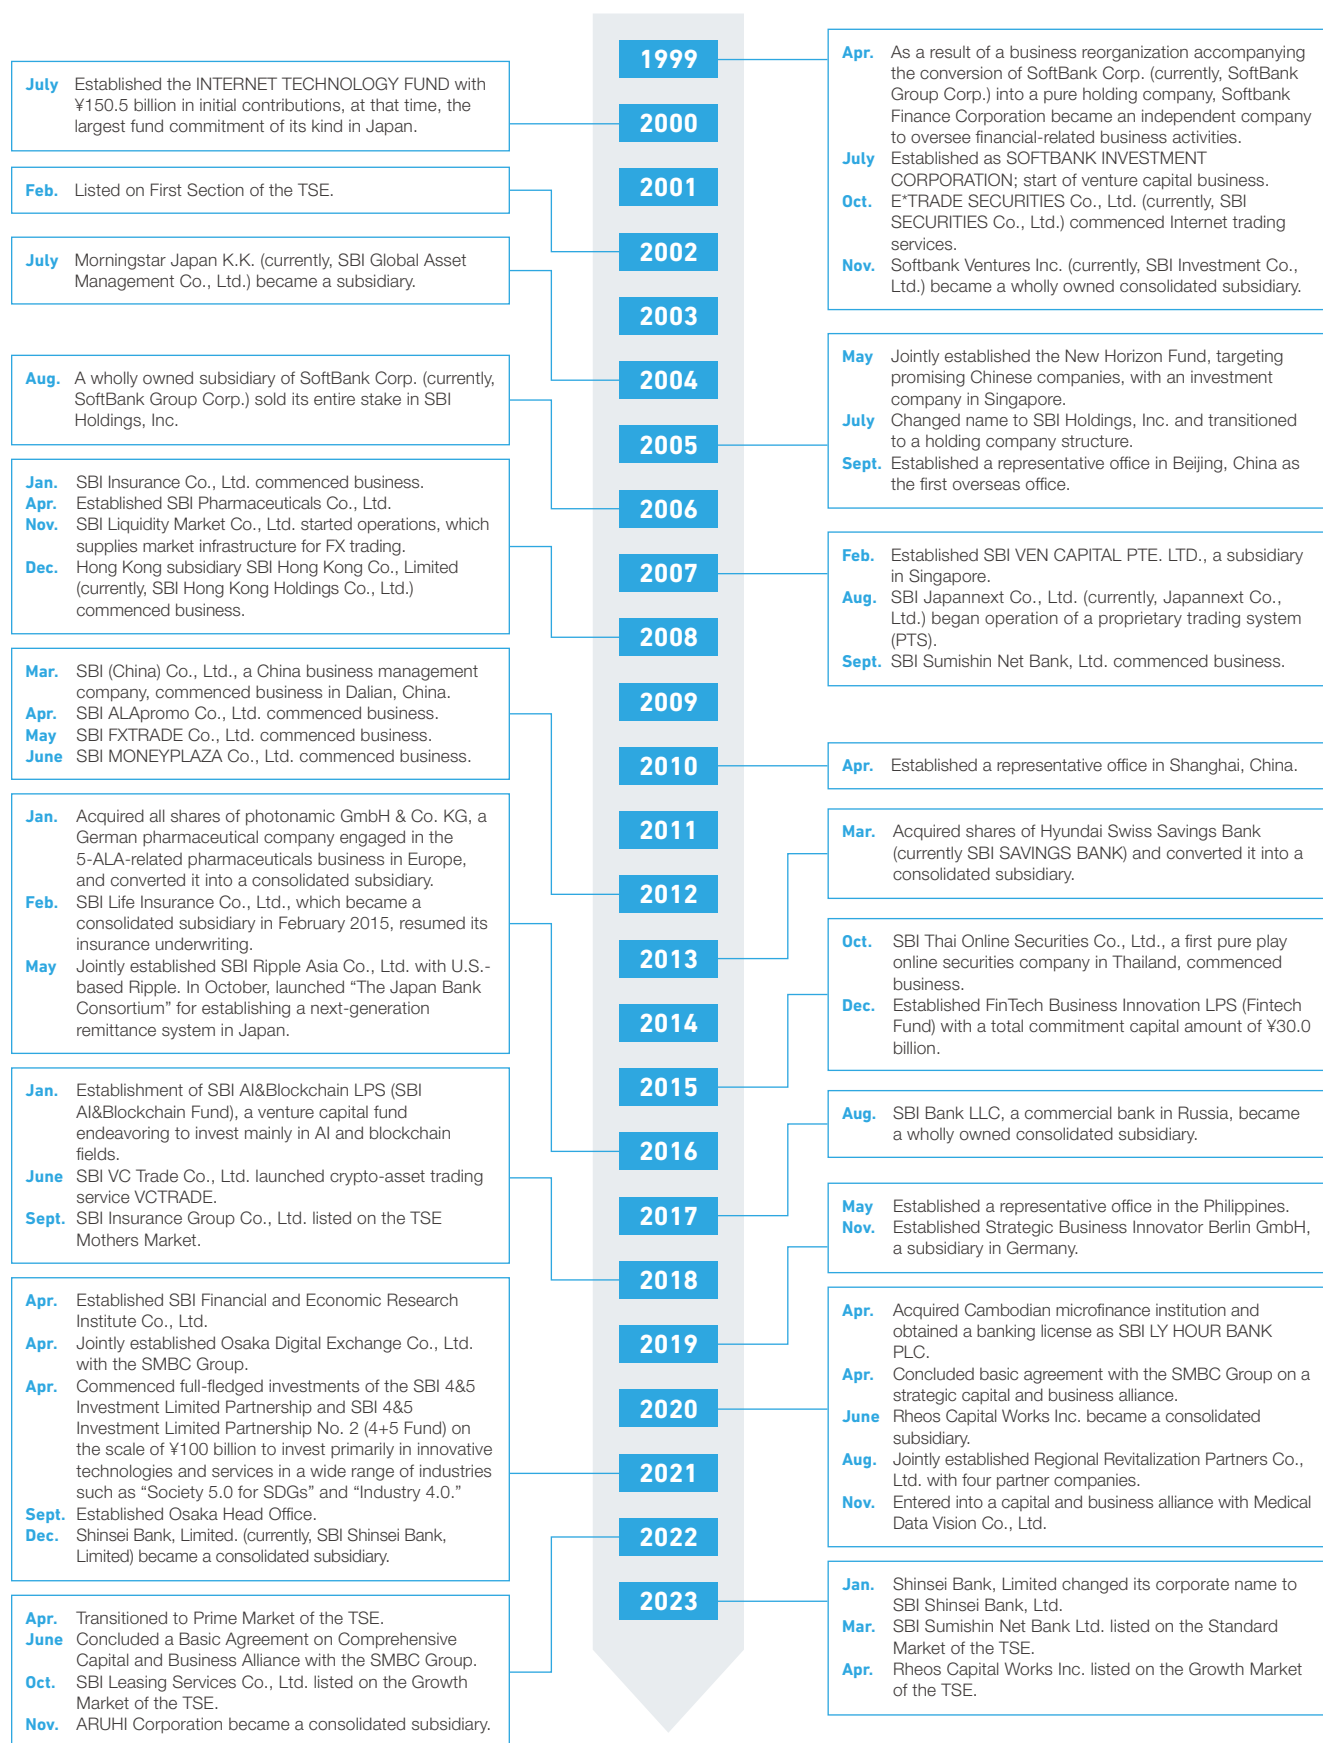 1999
Apr. As a result of a business reorganization accompanying
the conversion of SoftBank Corp. (currently, SoftBank
Group Corp.) into a pure holding company, Softbank
Finance Corporation became an independent company
to oversee financial-related business activities.
July Established as SOFTBANK INVESTMENT
CORPORATION; start of venture capital business.
Oct. E*TRADE SECURITIES Co., Ltd. (currently, SBI
SECURITIES Co., Ltd.) commenced Internet trading
services.
Nov. Softbank Ventures Inc. (currently, SBI Investment Co.,
Ltd.) became a wholly owned consolidated subsidiary.
2000
July Established the INTERNET TECHNOLOGY FUND with
¥150.5 billion in initial contributions, at that time, the
largest fund commitment of its kind in Japan.
2001
2002
Feb. Listed on First Section of the TSE.
2003
2004
July Morningstar Japan K.K. (currently, SBI Global Asset
Management Co., Ltd.) became a subsidiary.
2005
May Jointly established the New Horizon Fund, targeting
promising Chinese companies, with an investment
company in Singapore.
July Changed name to SBI Holdings, Inc. and transitioned
to a holding company structure.
Sept. Established a representative office in Beijing, China as
the first overseas office.
2006
Aug. A wholly owned subsidiary of SoftBank Corp. (currently,
SoftBank Group Corp.) sold its entire stake in SBI
Holdings, Inc.
2007
Feb. Established SBI VEN CAPITAL PTE. LTD., a subsidiary
in Singapore.
Aug. SBI Japannext Co., Ltd. (currently, Japannext Co.,
Ltd.) began operation of a proprietary trading system
(PTS).
Sept. SBI Sumishin Net Bank, Ltd. commenced business.
2008
Jan. SBI Insurance Co., Ltd. commenced business.
Apr. Established SBI Pharmaceuticals Co., Ltd.
Nov. SBI Liquidity Market Co., Ltd. started operations, which
supplies market infrastructure for FX trading.
Dec. Hong Kong subsidiary SBI Hong Kong Co., Limited
(currently, SBI Hong Kong Holdings Co., Ltd.)
commenced business.
2009
2010
Apr. Established a representative office in Shanghai, China.
2011
2012
Mar. SBI (China) Co., Ltd., a China business management
company, commenced business in Dalian, China.
Apr. SBI ALApromo Co., Ltd. commenced business.
May SBI FXTRADE Co., Ltd. commenced business.
June SBI MONEYPLAZA Co., Ltd. commenced business.
2013
Mar. Acquired shares of Hyundai Swiss Savings Bank
(currently SBI SAVINGS BANK) and converted it into a
consolidated subsidiary.
2014
2015
Oct. SBI Thai Online Securities Co., Ltd., a first pure play
online securities company in Thailand, commenced
business.
Dec. Established FinTech Business Innovation LPS (Fintech
Fund) with a total commitment capital amount of ¥30.0
billion.
2016
Jan. Acquired all shares of photonamic GmbH & Co. KG, a
German pharmaceutical company engaged in the
5-ALA-related pharmaceuticals business in Europe,
and converted it into a consolidated subsidiary.
Feb. SBI Life Insurance Co., Ltd., which became a
consolidated subsidiary in February 2015, resumed its
insurance underwriting.
May Jointly established SBI Ripple Asia Co., Ltd. with U.S.-
based Ripple. In October, launched “The Japan Bank
Consortium” for establishing a next-generation
remittance system in Japan.
2017
Aug. SBI Bank LLC, a commercial bank in Russia, became
a wholly owned consolidated subsidiary.
2018
Jan. Establishment of SBI AI&Blockchain LPS (SBI
AI&Blockchain Fund), a venture capital fund
endeavoring to invest mainly in AI and blockchain
fields.
June SBI VC Trade Co., Ltd. launched crypto-asset trading
service VCTRADE.
Sept. SBI Insurance Group Co., Ltd. listed on the TSE
Mothers Market.
2019
May Established a representative office in the Philippines.
Nov. Established Strategic Business Innovator Berlin GmbH,
a subsidiary in Germany.
2020
Apr. Acquired Cambodian microfinance institution and
obtained a banking license as SBI LY HOUR BANK
PLC.
Apr. Concluded basic agreement with the SMBC Group on a
strategic capital and business alliance.
June Rheos Capital Works Inc. became a consolidated
subsidiary.
Aug. Jointly established Regional Revitalization Partners Co.,
Ltd. with four partner companies.
Nov. Entered into a capital and business alliance with Medical
Data Vision Co., Ltd.
2021
Apr. Established SBI Financial and Economic Research
Institute Co., Ltd.
Apr. Jointly established Osaka Digital Exchange Co., Ltd.
with the SMBC Group.
Apr. Commenced full-fledged investments of the SBI 4&5
Investment Limited Partnership and SBI 4&5
Investment Limited Partnership No. 2 (4+5 Fund) on
the scale of ¥100 billion to invest primarily in innovative
technologies and services in a wide range of industries
such as “Society 5.0 for SDGs” and “Industry 4.0.”
Sept. Established Osaka Head Office.
Dec. Shinsei Bank, Limited. (currently, SBI Shinsei Bank,
Limited) became a consolidated subsidiary.
2022
Apr. Transitioned to Prime Market of the TSE.
June Concluded a Basic Agreement on Comprehensive
Capital and Business Alliance with the SMBC Group.
Oct. SBI Leasing Services Co., Ltd. listed on the Growth
Market of the TSE.
Nov. ARUHI Corporation became a consolidated subsidiary.
2023
Jan. Shinsei Bank, Limited changed its corporate name to
SBI Shinsei Bank, Ltd.
Mar. SBI Sumishin Net Bank Ltd. listed on the Standard
Market of the TSE.
Apr. Rheos Capital Works Inc. listed on the Growth Market
of the TSE.